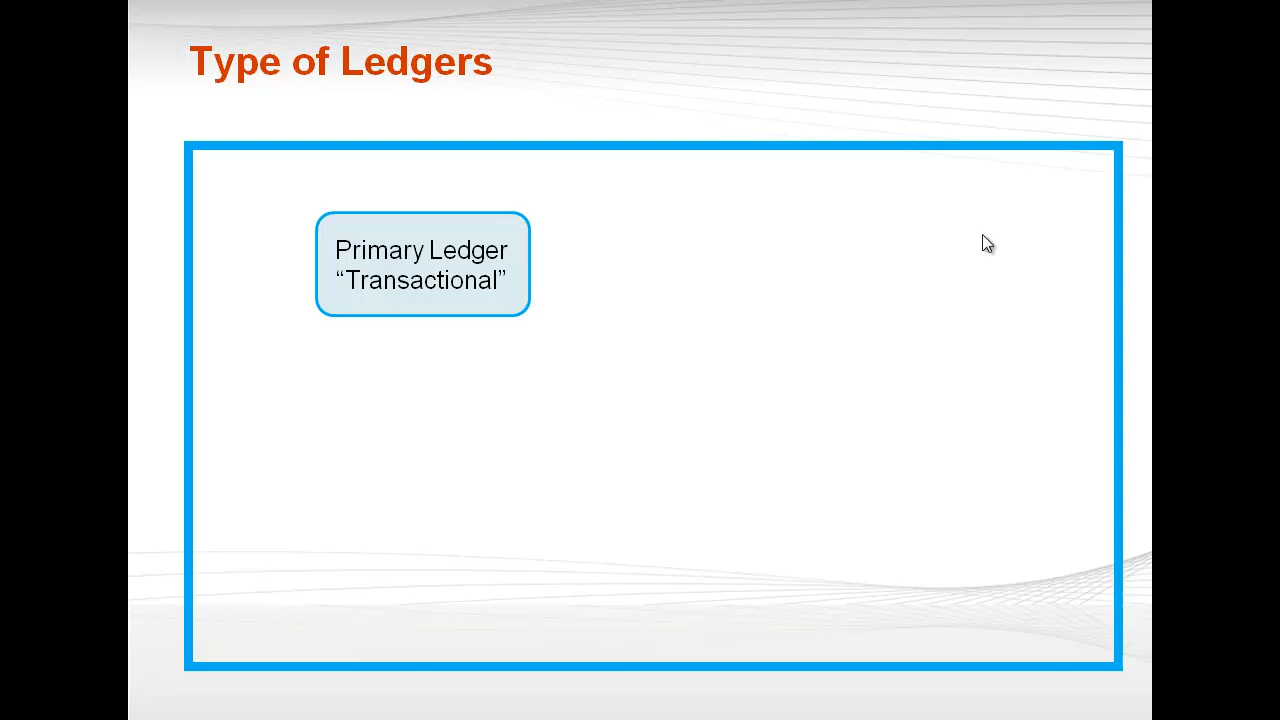 Type of Ledgers
Primary Ledger
“Transactional”